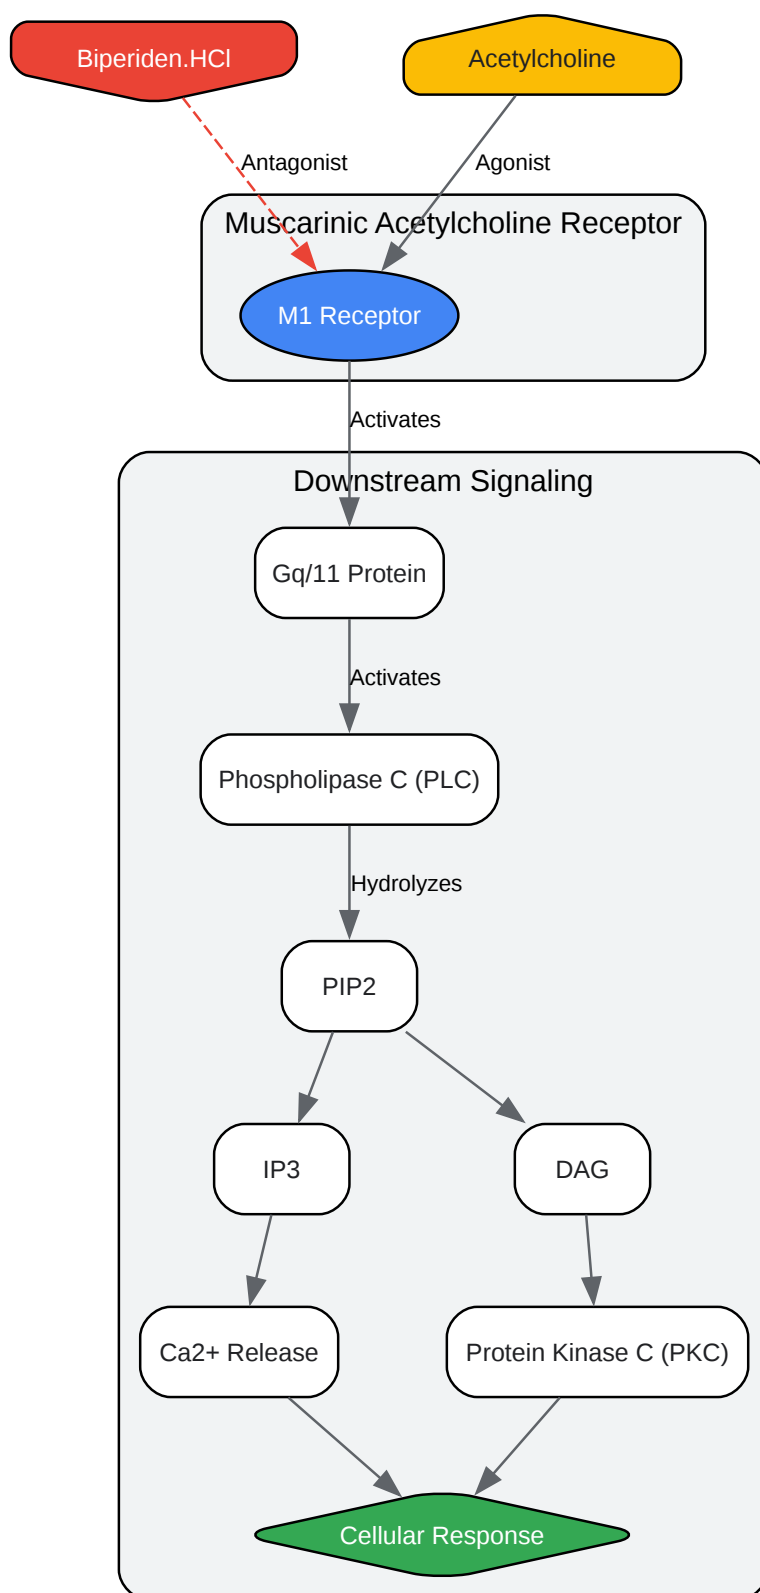 Biperiden.HCl
Acetylcholine
Antagonist
Agonist
Muscarinic Acetylcholine Receptor
M1 Receptor
Activates
Downstream Signaling
Gq/11 Protein
Activates
Phospholipase C (PLC)
Hydrolyzes
PIP2
IP3
DAG
Ca2+ Release
Protein Kinase C (PKC)
Cellular Response